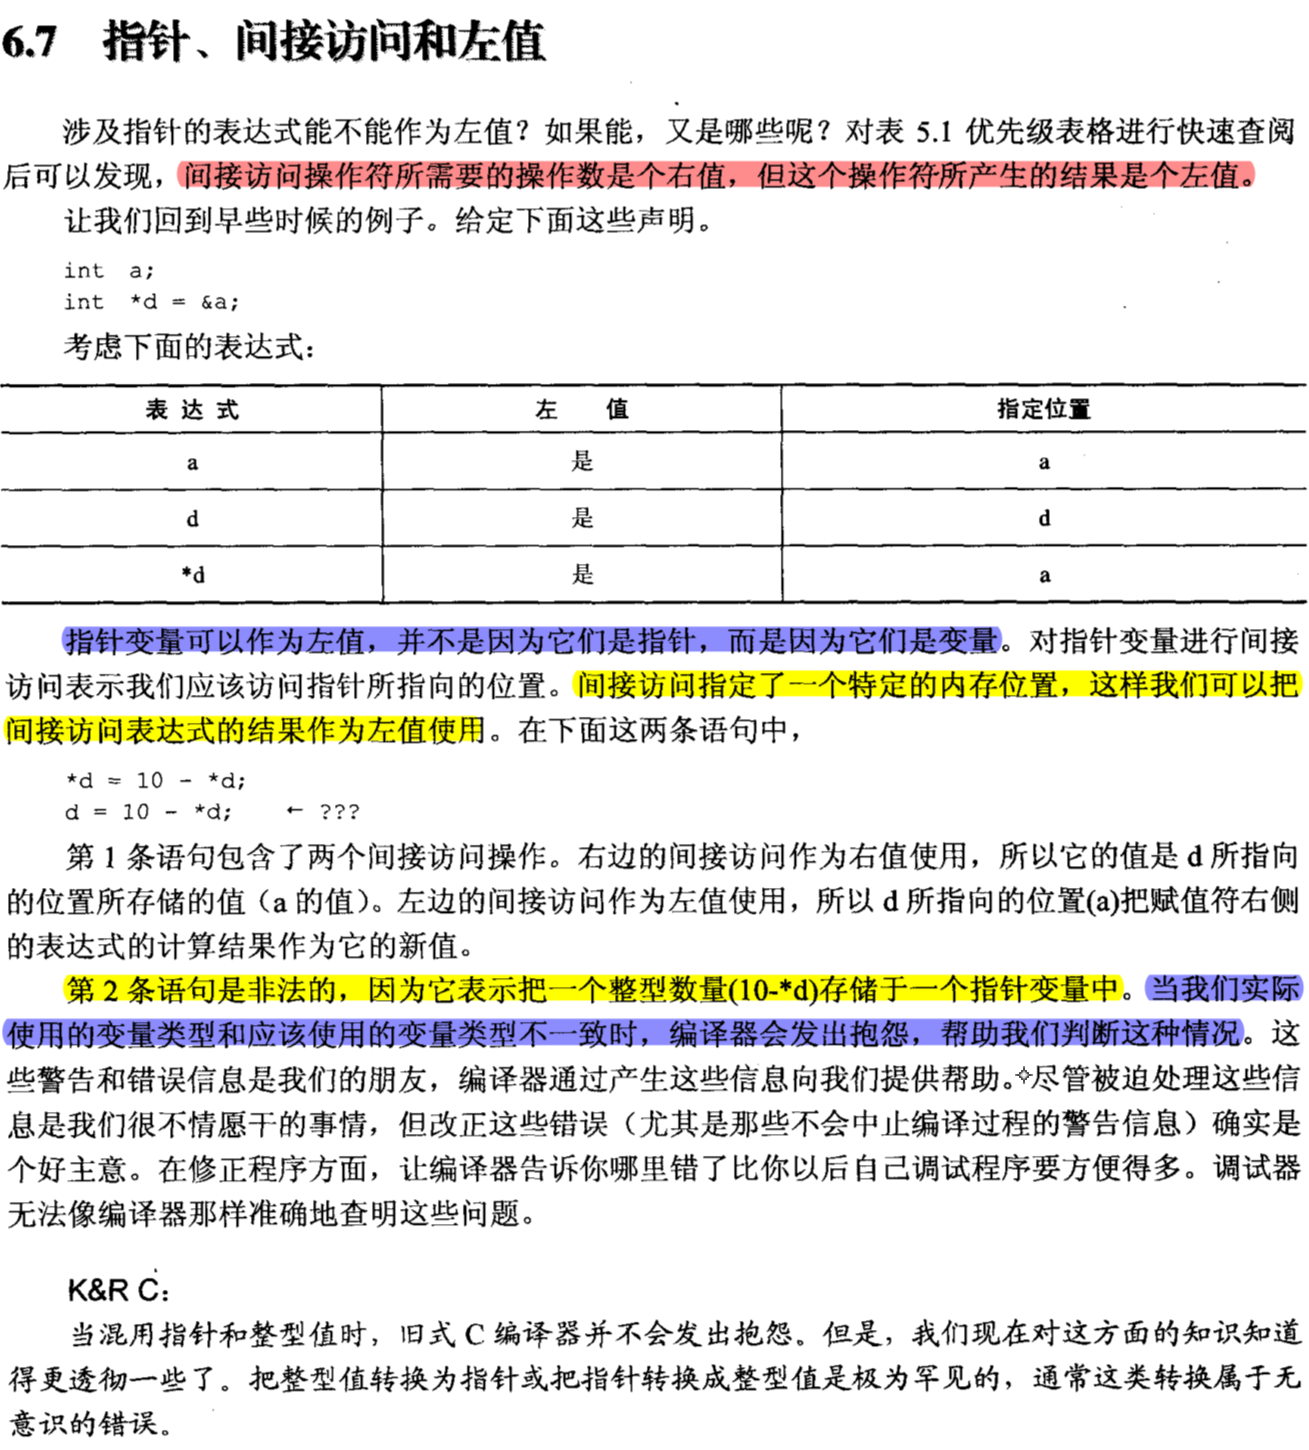 6.7 指针、间接访问和左值
涉及指针的表达式能不能作为左值？如果能，又是哪些呢？对表 5.1 优先级表格进行快速查阅
后可以发现，间接访问操作符所需要的操作数是个右值，但这个操作符所产生的结果是个左值。
让我们回到早些时候的例子。给定下面这些声明。
int a;
int *d = &a;
考虑下面的表达式：
表 达 式 左 值 指定位置
a 是 a
d 是 d
*d 是 a
指针变量可以作为左值，并不是因为它们是指针，而是因为它们是变量。对指针变量进行间接
访问表示我们应该访问指针所指向的位置。间接访问指定了一个特定的内存位置，这样我们可以把
间接访问表达式的结果作为左值使用。在下面这两条语句中，
*d = 10 - *d;
d = 10 - *d; ← ???
第 1 条语句包含了两个间接访问操作。右边的间接访问作为右值使用，所以它的值是 d 所指向
的位置所存储的值（a 的值）。左边的间接访问作为左值使用，所以 d 所指向的位置(a)把赋值符右侧
的表达式的计算结果作为它的新值。
第 2 条语句是非法的，因为它表示把一个整型数量(10-*d)存储于一个指针变量中。当我们实际
使用的变量类型和应该使用的变量类型不一致时，编译器会发出抱怨，帮助我们判断这种情况。这
些警告和错误信息是我们的朋友，编译器通过产生这些信息向我们提供帮助。尽管被迫处理这些信
息是我们很不情愿干的事情，但改正这些错误（尤其是那些不会中止编译过程的警告信息）确实是
个好主意。在修正程序方面，让编译器告诉你哪里错了比你以后自己调试程序要方便得多。调试器
无法像编译器那样准确地查明这些问题。
K&R C：
当混用指针和整型值时，旧式 C 编译器并不会发出抱怨。但是，我们现在对这方面的知识知道
得更透彻一些了。把整型值转换为指针或把指针转换成整型值是极为罕见的，通常这类转换属于无
意识的错误。